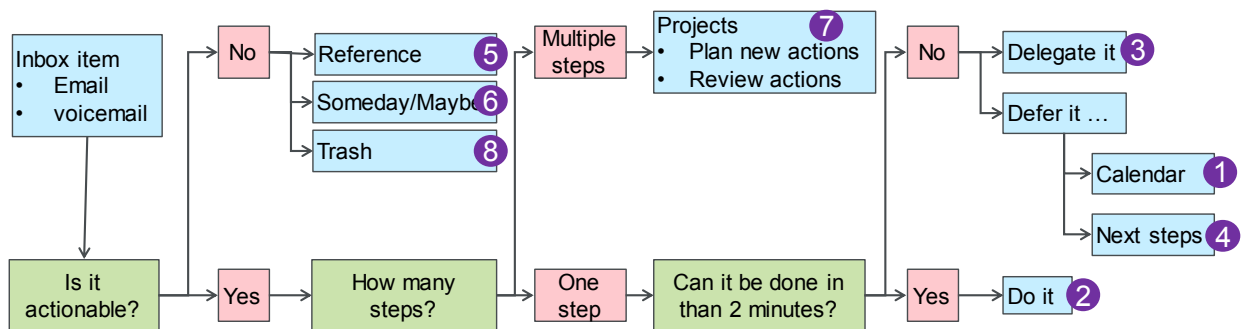 Inbox item
• Email
• voicemail
Is it
actionable?
No
Yes
Reference 5
Someday/Maybe 6
Trash 8
How many
steps?
Multiple
steps
One
step
Projects 7
• Plan new actions
• Review actions
Can it be done in
than 2 minutes?
No
Yes
Delegate it 3
Defer it ...
Calendar 1
Next steps 4
Do it 2